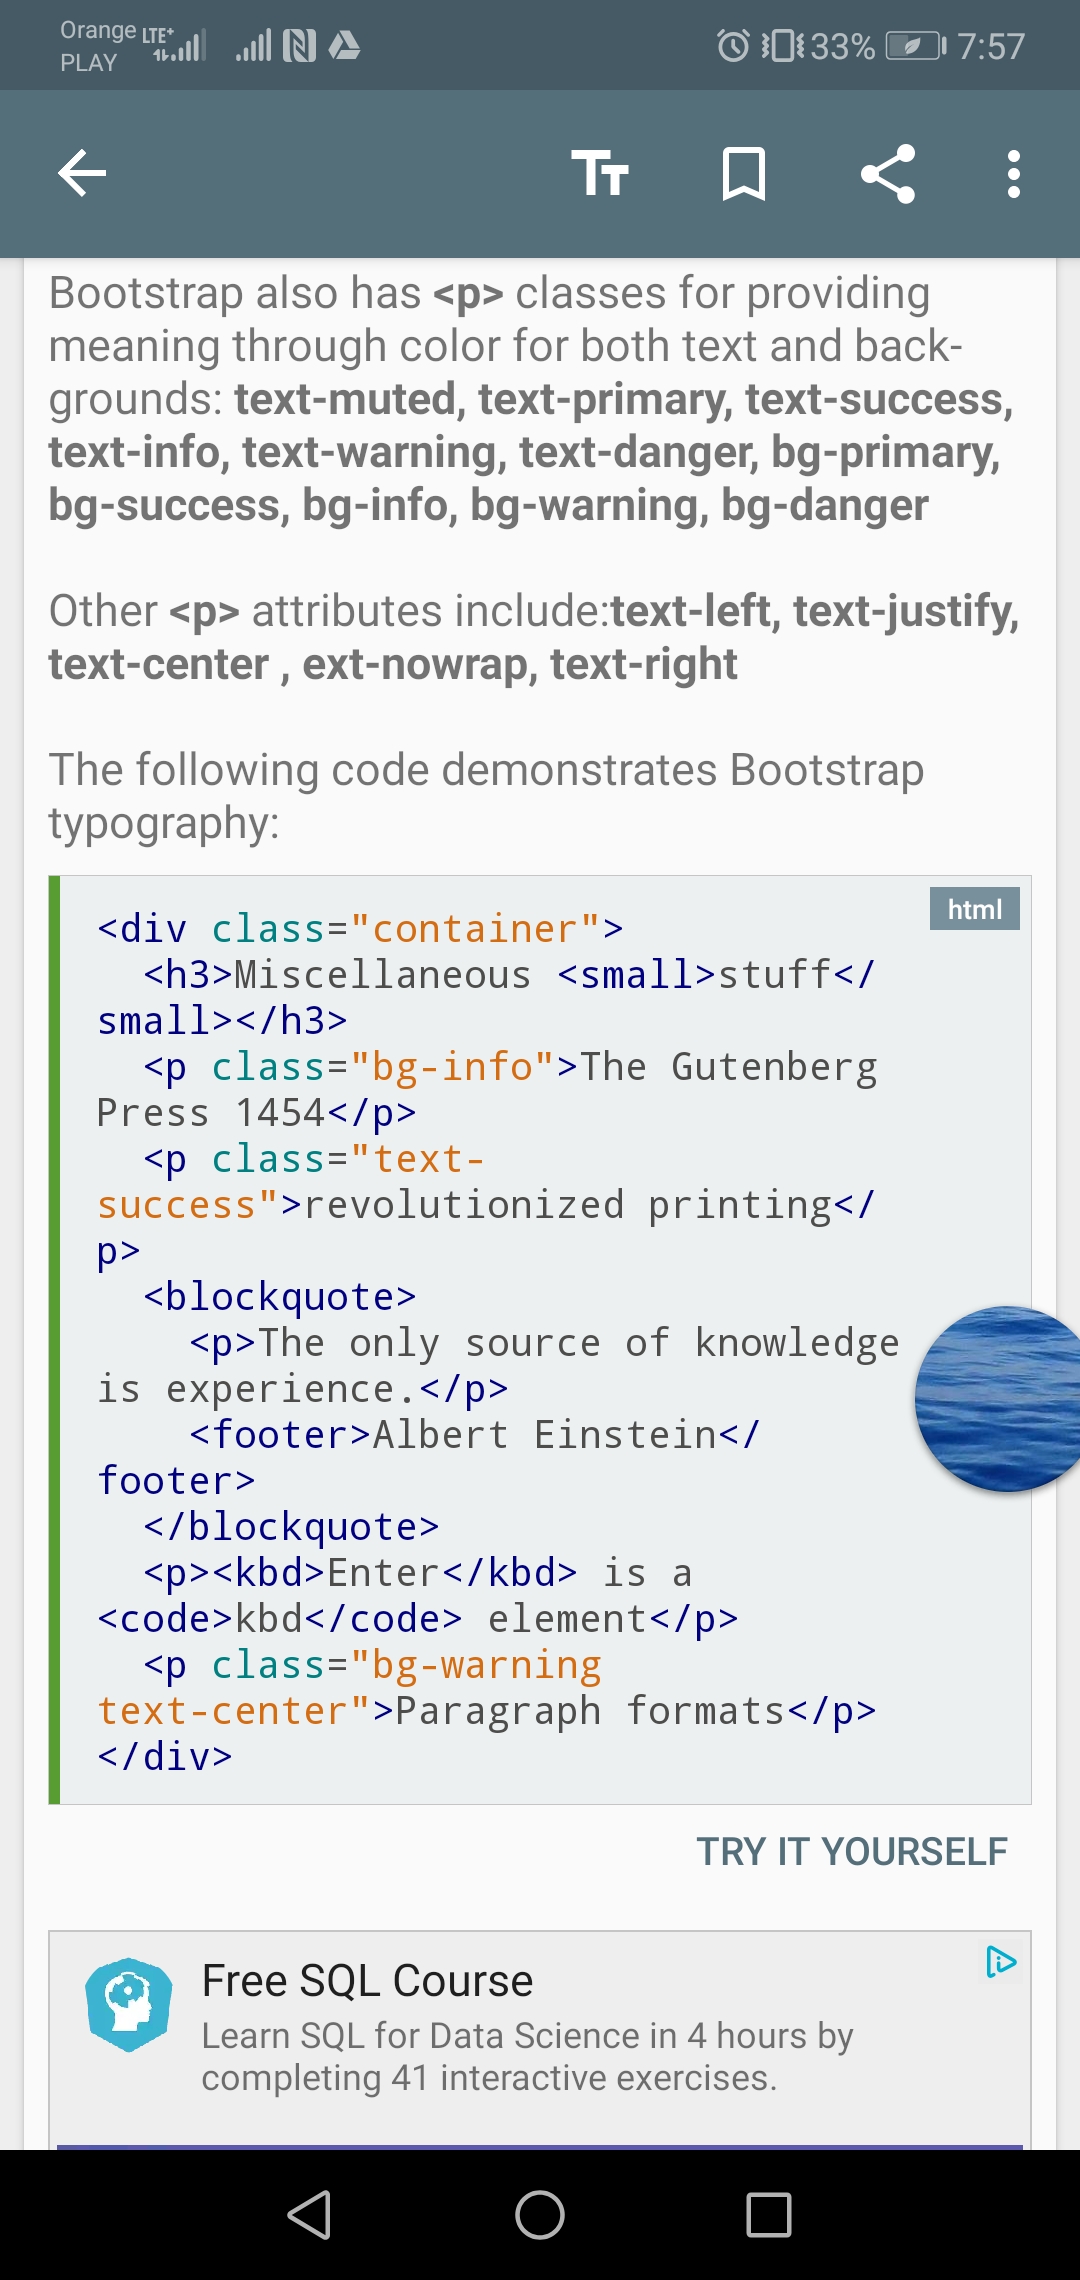 Orange LTE+ 33% 7:57
PLAY
Bootstrap also has <p> classes for providing
meaning through color for both text and back-
grounds: text-muted, text-primary, text-success,
text-info, text-warning, text-danger, bg-primary,
bg-success, bg-info, bg-warning, bg-danger
Other <p> attributes include:text-left, text-justify,
text-center , ext-nowrap, text-right
The following code demonstrates Bootstrap
typography:
html
<div class="container">
<h3>Miscellaneous <small>stuff</
small></h3>
<p class="bg-info">The Gutenberg
Press 1454</p>
<p class="text-
success">revolutionized printing</
p>
<blockquote>
<p>The only source of knowledge
is experience.</p>
<footer>Albert Einstein</
footer>
</blockquote>
<p><kbd>Enter</kbd> is a
<code>kbd</code> element</p>
<p class="bg-warning
text-center">Paragraph formats</p>
</div>
TRY IT YOURSELF
Free SQL Course
Learn SQL for Data Science in 4 hours by
completing 41 interactive exercises.